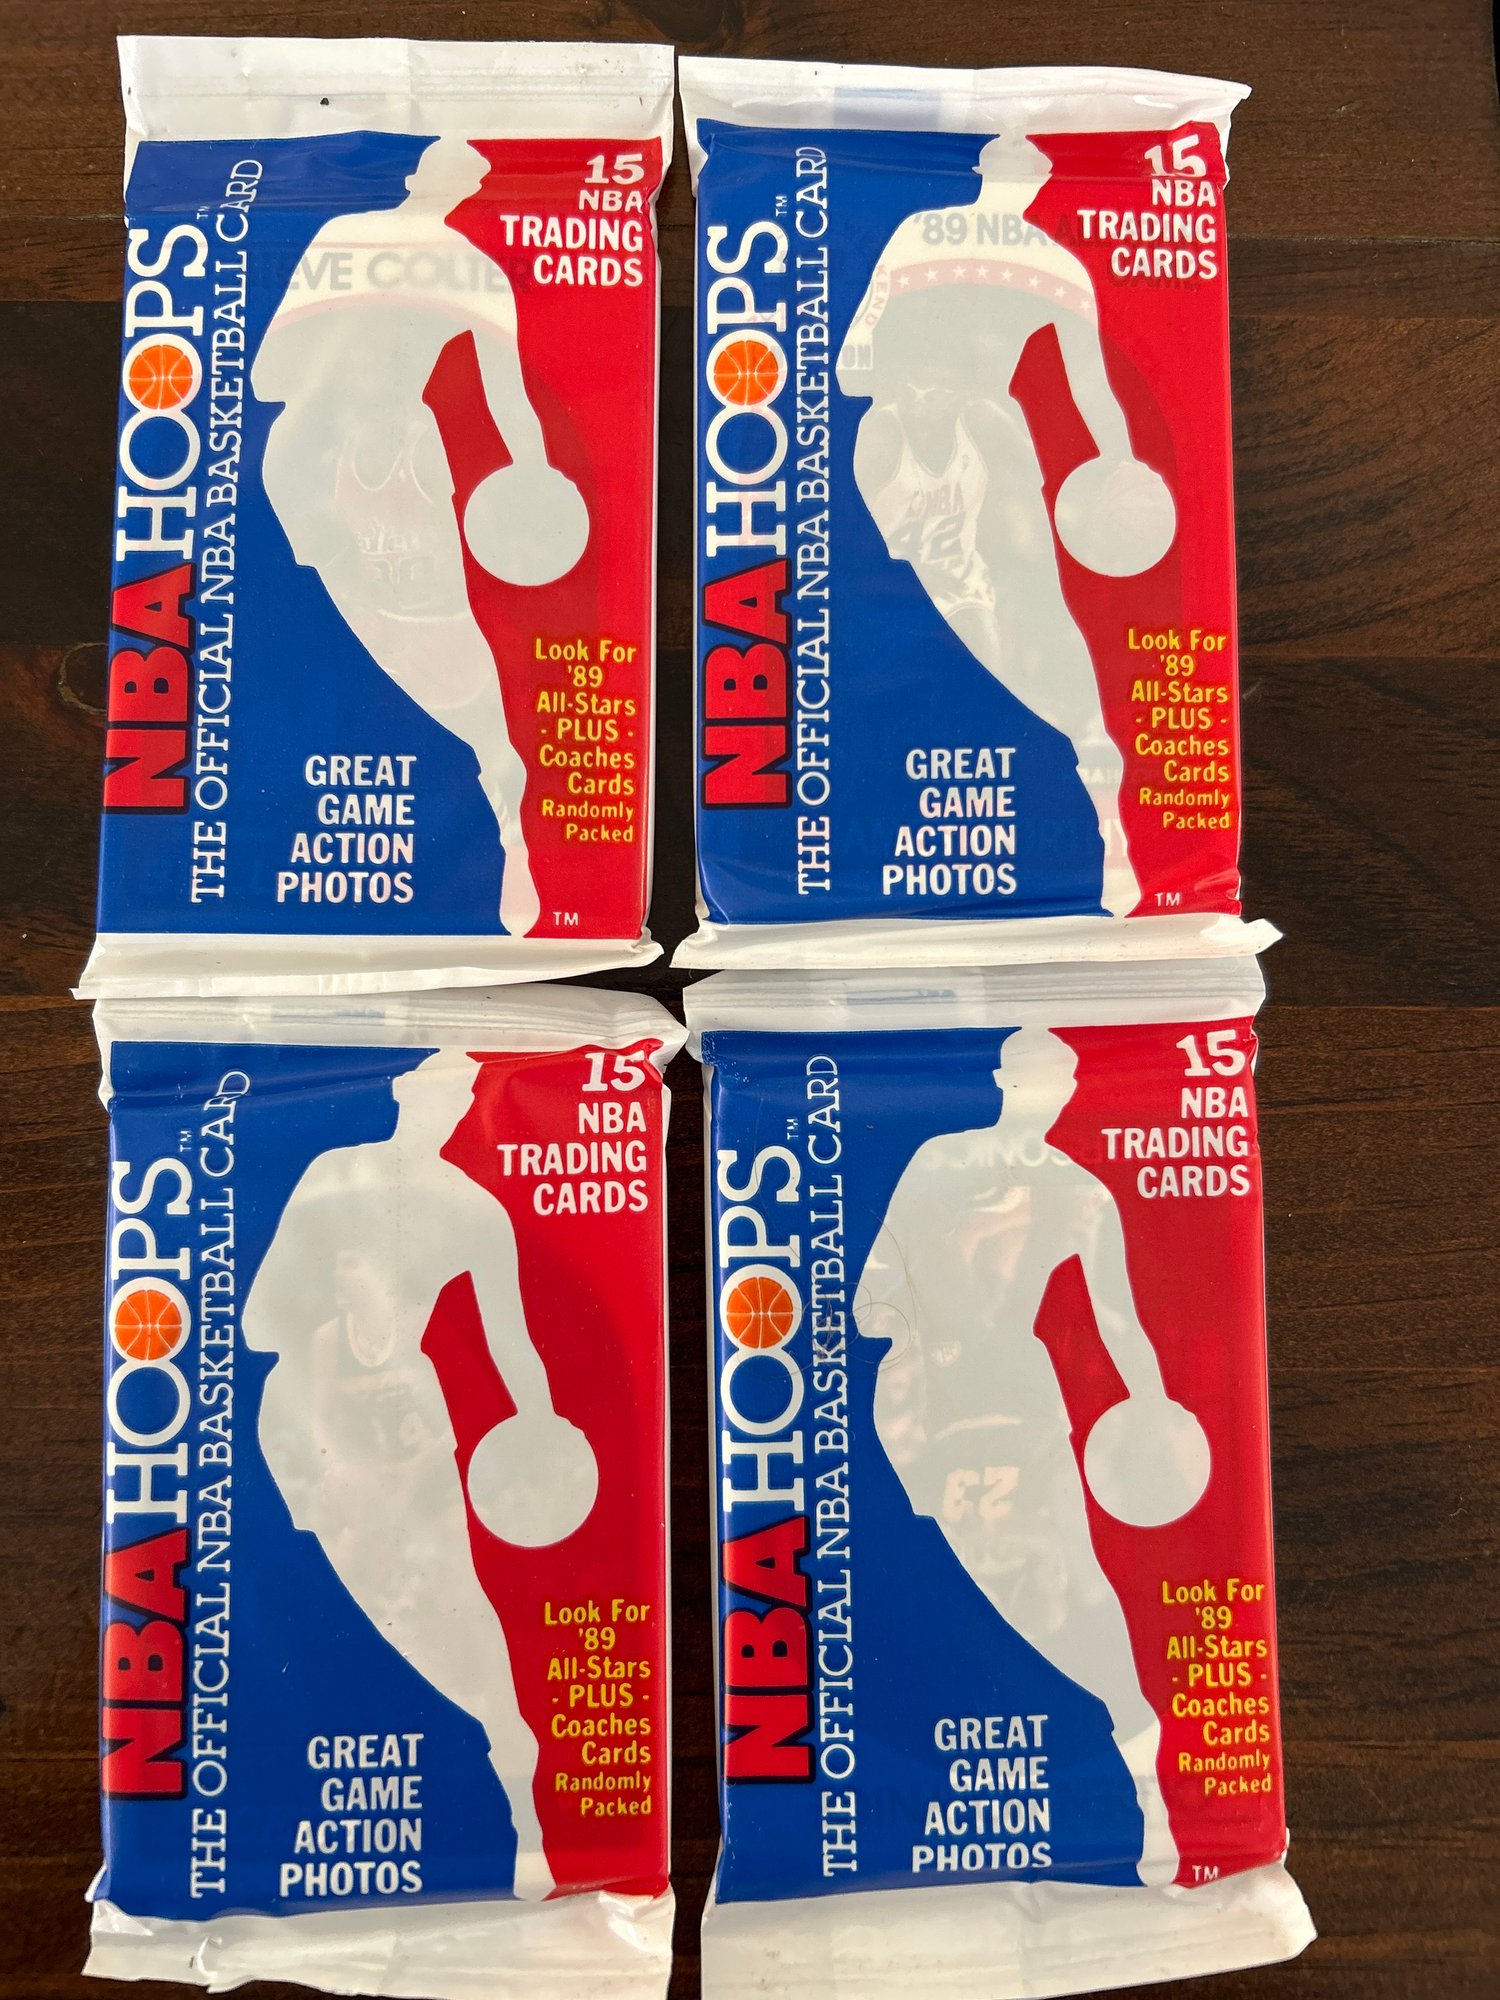 15
NBA
TRADING
CARDS
NBA HOOPS™
THE OFFICIAL NBA BASKETBALL CARD
Look For
'89
All-Stars
- PLUS -
Coaches
Cards
Randomly
Packed
GREAT
GAME
ACTION
PHOTOS
TM
15
NBA
TRADING
CARDS
'89 NBA
GAME
NBA HOOPS™
THE OFFICIAL NBA BASKETBALL CARD
Look For
'89
All-Stars
- PLUS -
Coaches
Cards
Randomly
Packed
GREAT
GAME
ACTION
PHOTOS
TM
15
NBA
TRADING
CARDS
NBA HOOPS™
THE OFFICIAL NBA BASKETBALL CARD
Look For
'89
All-Stars
- PLUS -
Coaches
Cards
Randomly
Packed
GREAT
GAME
ACTION
PHOTOS
15
NBA
TRADING
CARDS
NBA HOOPS™
THE OFFICIAL NBA BASKETBALL CARD
23
Look For
'89
All-Stars
- PLUS -
Coaches
Cards
Randomly
Packed
GREAT
GAME
ACTION
PHOTOS
TM